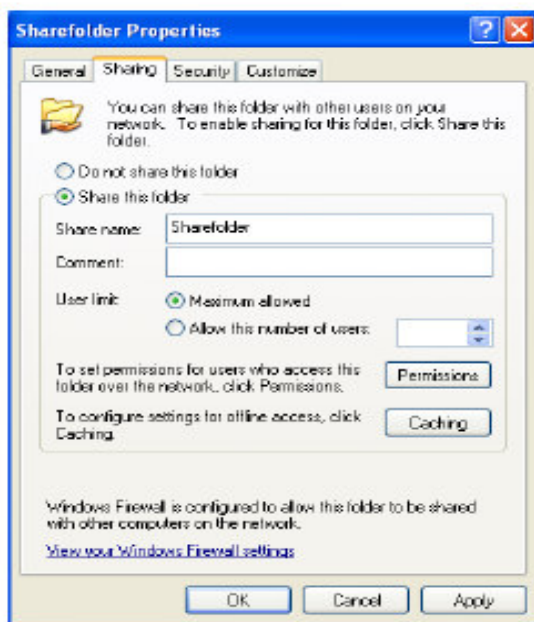 Sharefolder Properties
General Sharing Security Customize
You can share this folder with other users on your
network. To enable sharing for this folder, click Share this
folder.
Do not share this folder
Share this folder
Share name: Sharefolder
Comment:
User limit: Maximum allowed
Allow this number of users:
To set permissions for users who access this
folder over the network, click Permissions.
Permissions
To configure settings for offline access, click
Caching.
Caching
Windows Firewall is configured to allow this folder to be shared
with other computers on the network.
View your Windows Firewall settings
OK Cancel Apply